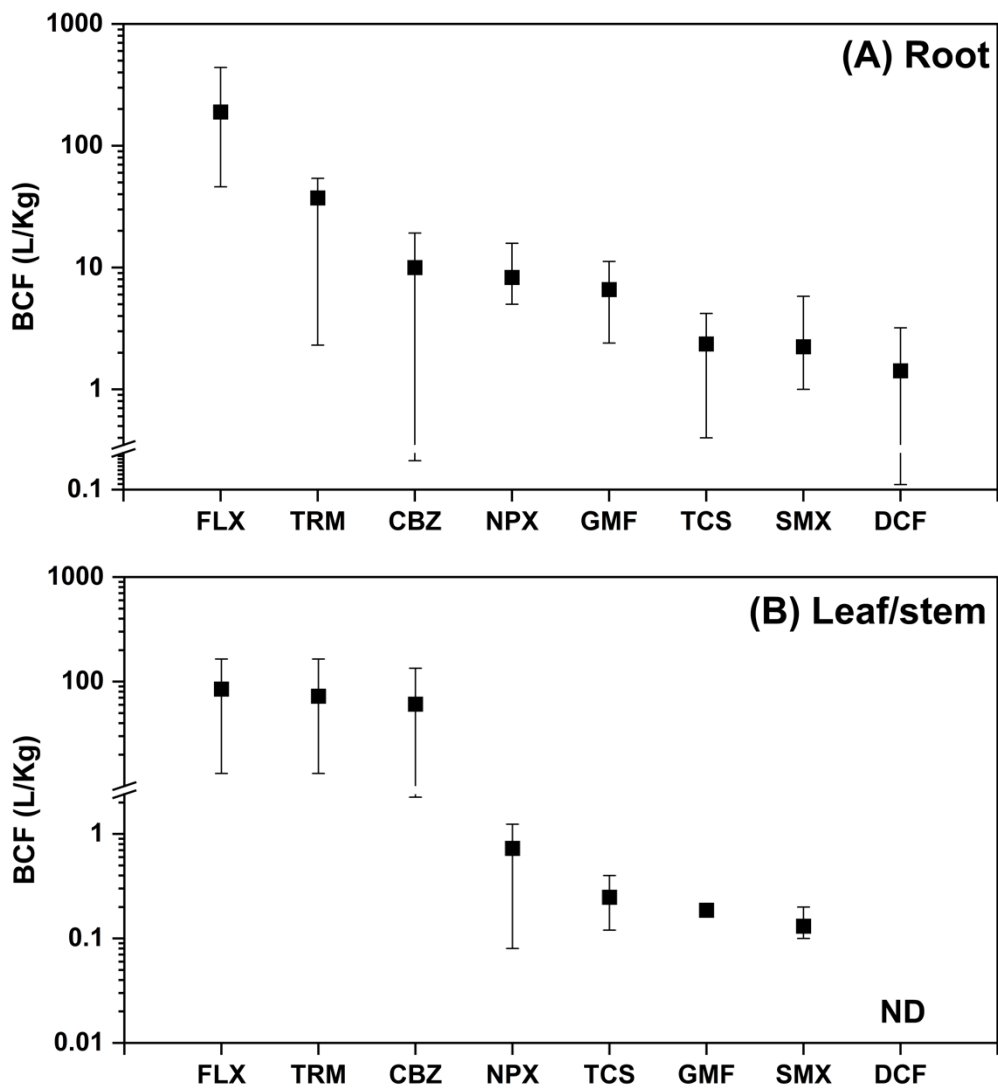 (A) Root
BCF (L/Kg)
1000
100
10
1
0.1
FLX TRM CBZ NPX GMF TCS SMX DCF
(B) Leaf/stem
BCF (L/Kg)
1000
100
1
0.1
0.01
ND
FLX TRM CBZ NPX TCS GMF SMX DCF